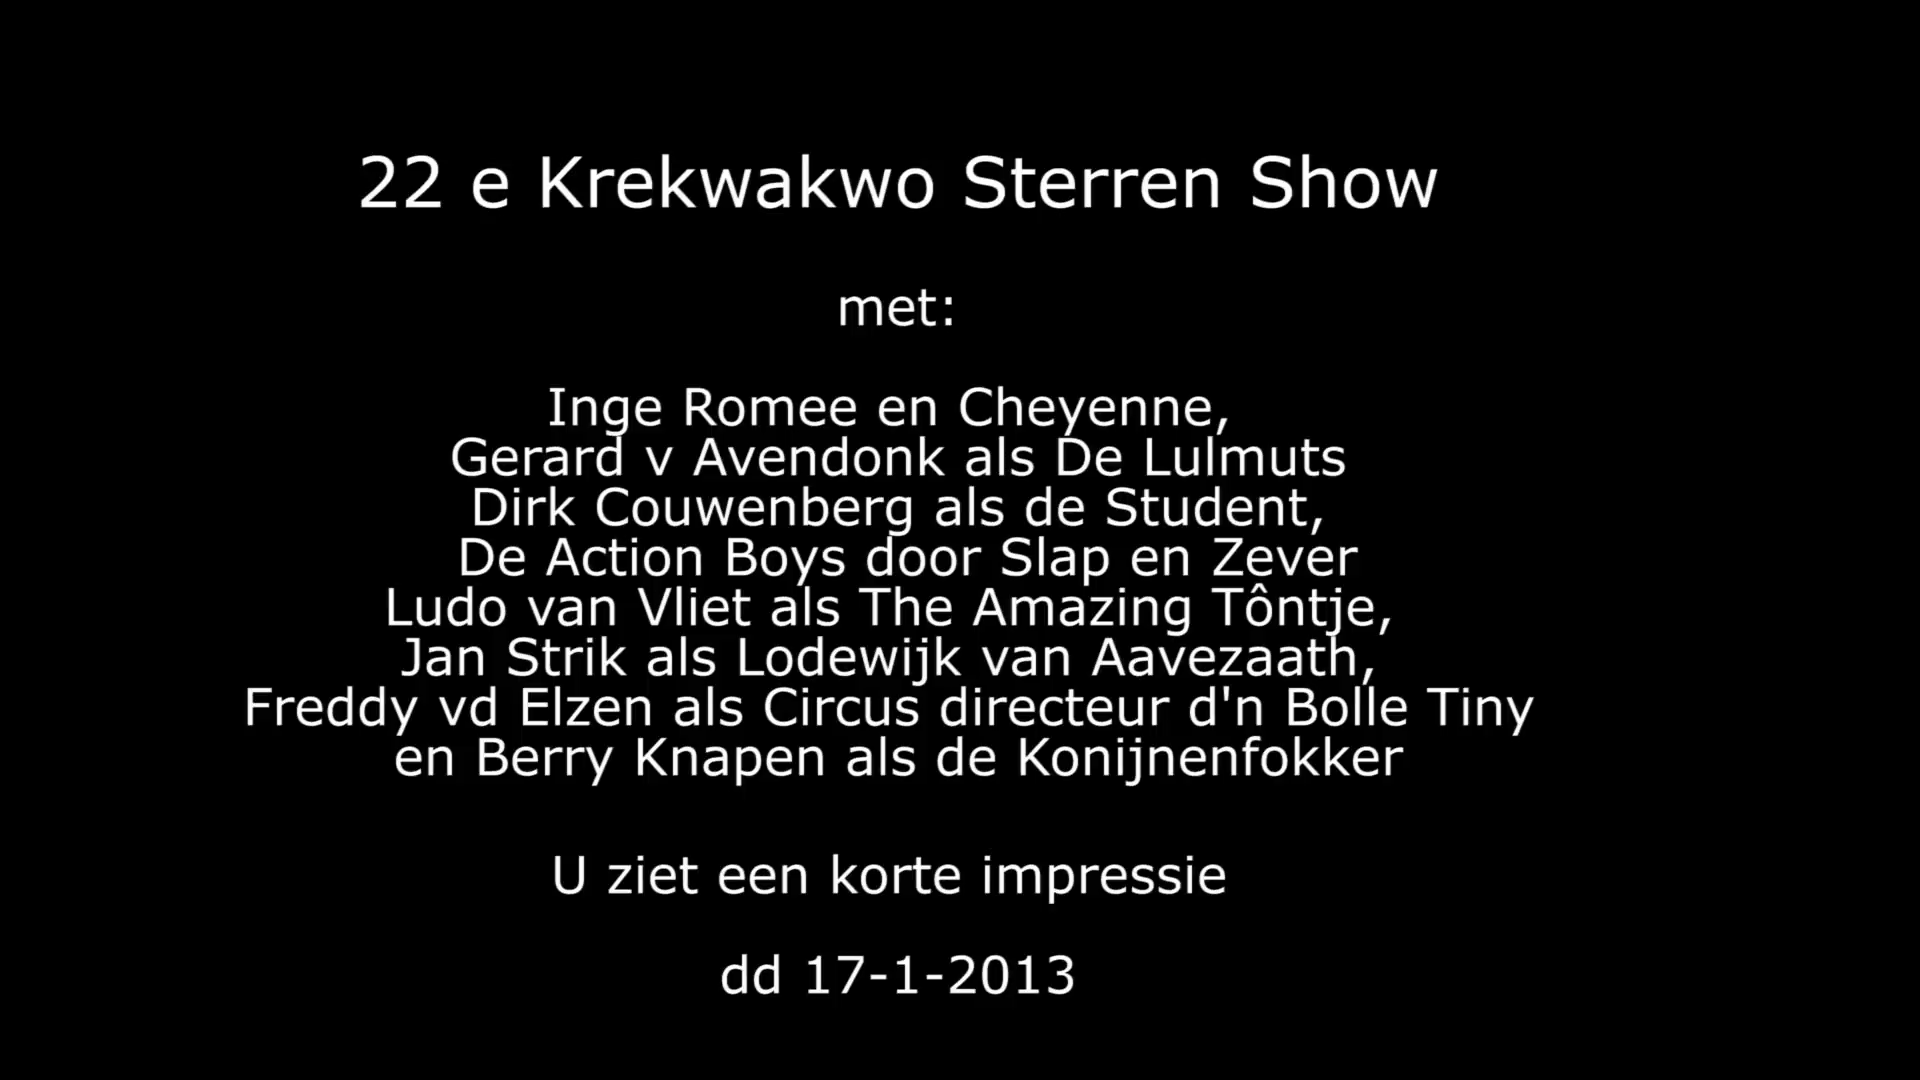 22 e Krekwakwo Sterren Show
met:
Inge Romee en Cheyenne,
Gerard v Avendonk als De Lulmuts
Dirk Couwenberg als de Student,
De Action Boys door Slap en Zever
Ludo van Vliet als The Amazing Tôntje,
Jan Strik als Lodewijk van Aavezaath,
Freddy vd Elzen als Circus directeur d'n Bolle Tiny
en Berry Knapen als de Konijnenfokker
U ziet een korte impressie
dd 17-1-2013